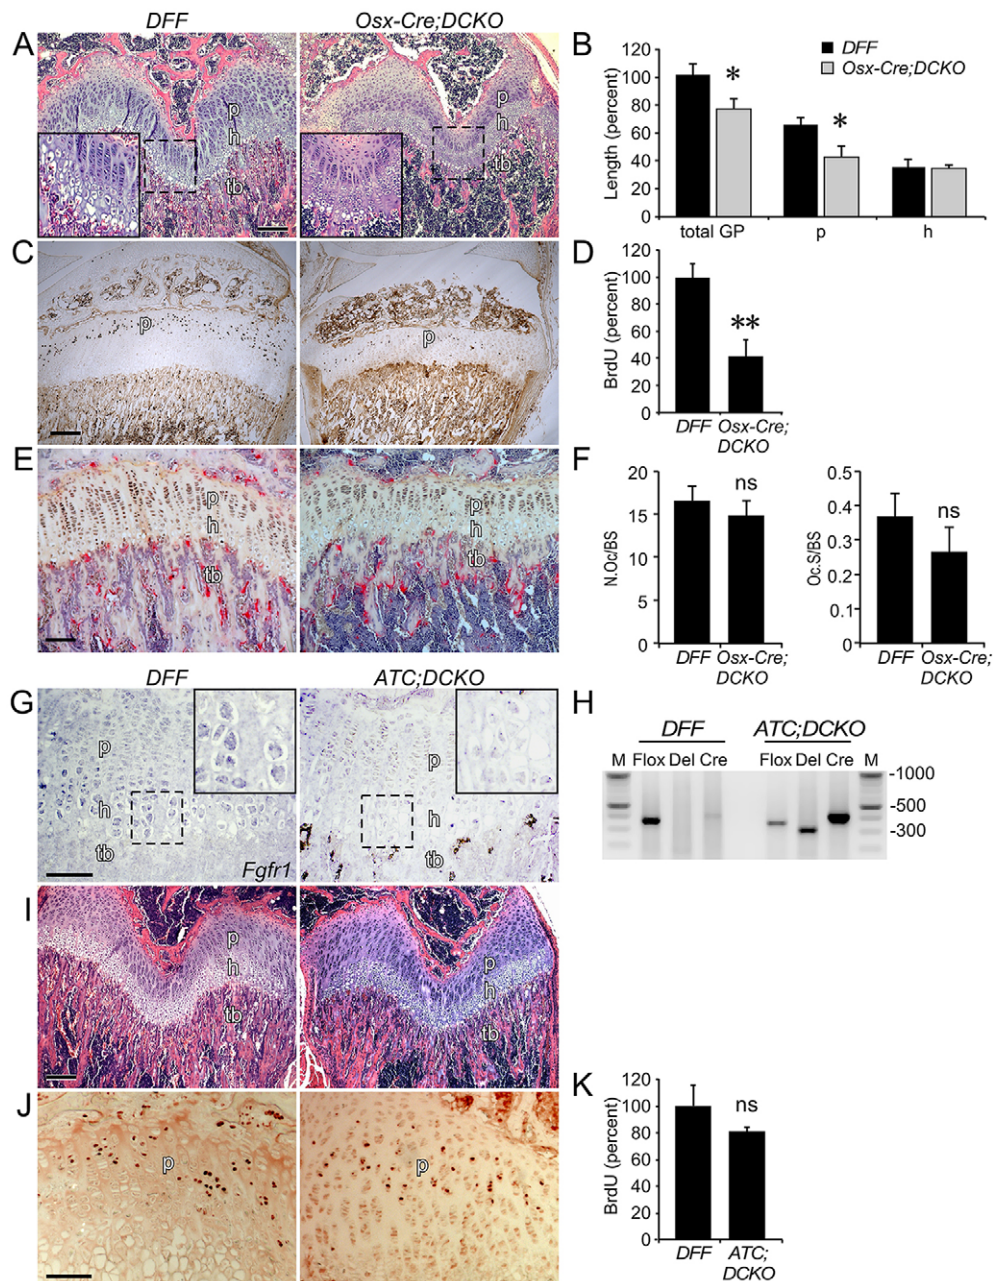 DFF
Osx-Cre;DCKO
A
p
h
tb
p
h
tb
B
Length (percent)
120
100
80
60
40
20
0
DFF
Osx-Cre;DCKO
*
*
total GP
p
h
C
p
p
D
BrdU (percent)
120
100
80
60
40
20
0
**
DFF
Osx-Cre;
DCKO
E
p
h
tb
p
h
tb
F
N.Oc/BS
20
15
10
5
0
ns
DFF
Osx-Cre;
DCKO
Oc.S/BS
0.5
0.4
0.3
0.2
0.1
0
ns
DFF
Osx-Cre;
DCKO
DFF
ATC;DCKO
G
p
h
tb
Fgfr1
p
h
tb
H
DFF
ATC;DCKO
M Flox Del Cre Flox Del Cre M
-1000
-500
-300
I
p
h
tb
p
h
tb
J
p
p
K
BrdU (percent)
120
100
80
60
40
20
0
ns
DFF
ATC;
DCKO